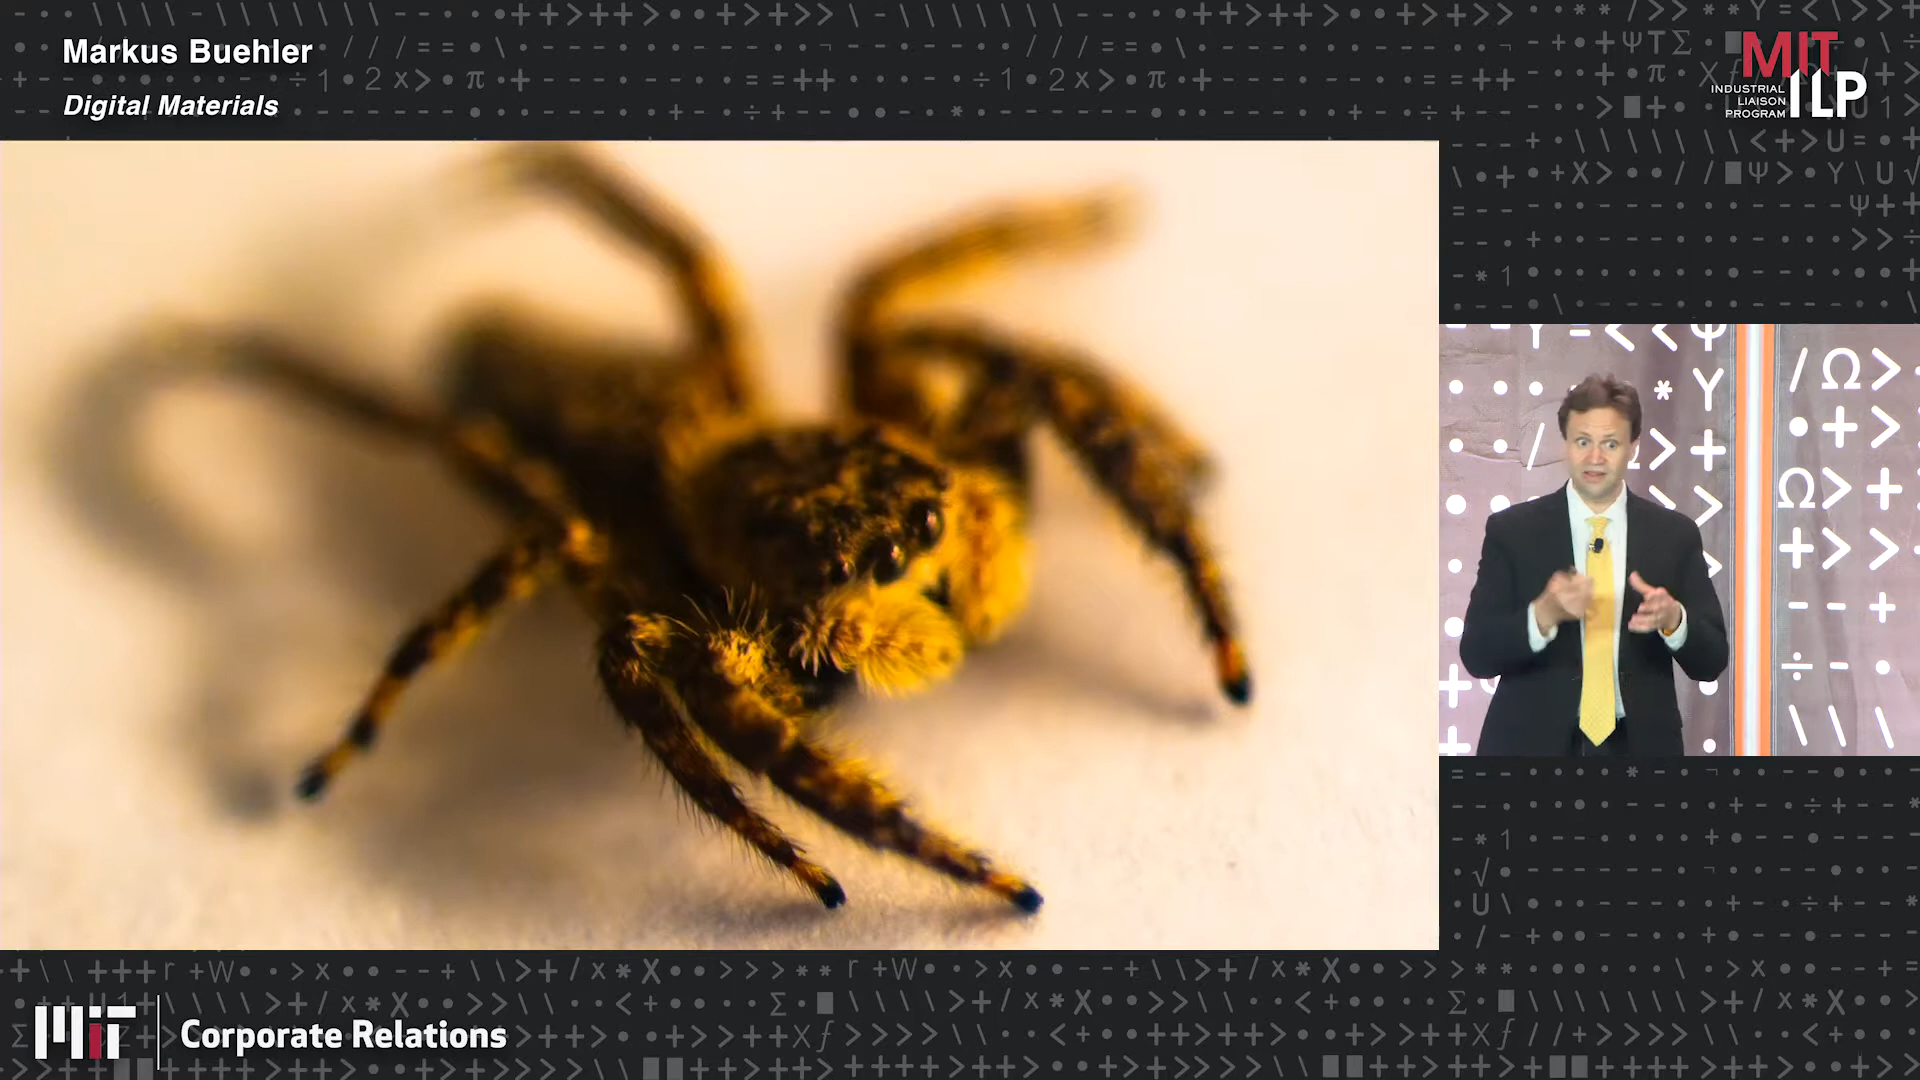 Markus Buehler
Digital Materials
MIT
INDUSTRIAL
LIAISON
PROGRAM
ILP
MIT
Corporate Relations